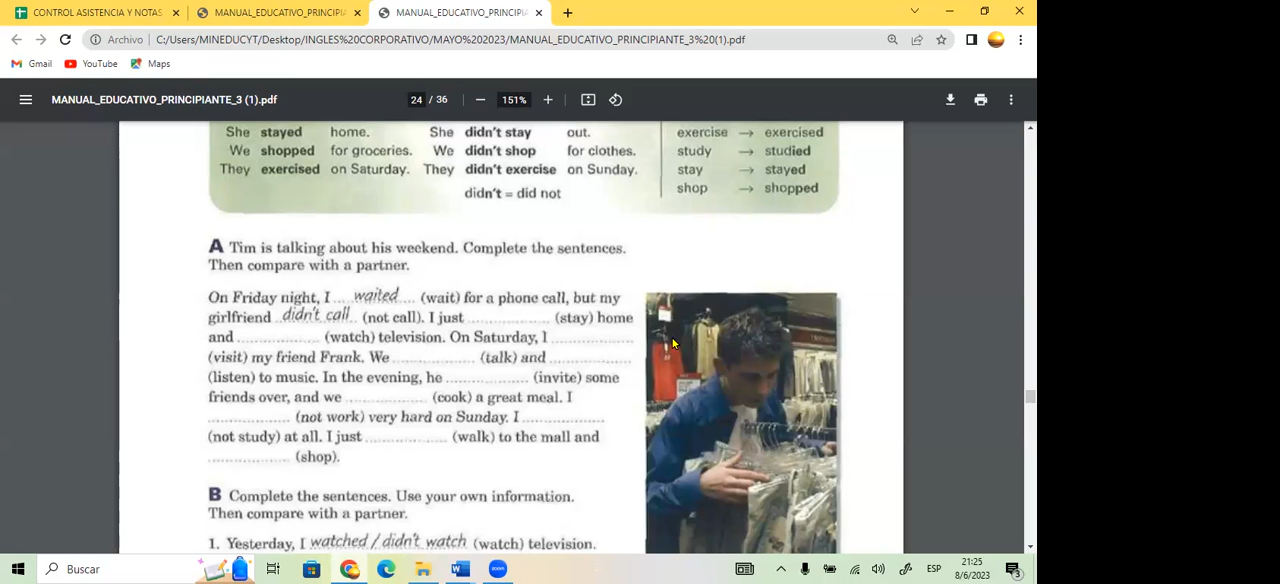 CONTROL ASISTENCIA Y NOTAS
MANUAL_EDUCATIVO_PRINCIPIA
MANUAL_EDUCATIVO_PRINCIPIA
Archivo
C:/Users/MINEDUCYT/Desktop/INGLES%20CORPORATIVO/MAYO%202023/MANUAL_EDUCATIVO_PRINCIPIANTE_3%20(1).pdf
Gmail YouTube Maps
MANUAL_EDUCATIVO_PRINCIPIANTE_3 (1).pdf
24 / 36
151%
She stayed home. She didn't stay out. exercise → exercised
We shopped for groceries. We didn't shop for clothes. study → studied
They exercised on Saturday. They didn't exercise on Sunday. stay → stayed
didn't = did not shop → shopped
A Tim is talking about his weekend. Complete the sentences.
Then compare with a partner.
On Friday night, I waited (wait) for a phone call, but my
girlfriend didn't call (not call). I just ............ (stay) home
and ............ (watch) television. On Saturday, I ............
(visit) my friend Frank. We ............ (talk) and ............
(listen) to music. In the evening, he ............ (invite) some
friends over, and we ............ (cook) a great meal. I
............ (not work) very hard on Sunday. I ............
(not study) at all. I just ............ (walk) to the mall and
............ (shop).
B Complete the sentences. Use your own information.
Then compare with a partner.
1. Yesterday, I watched / didn't watch (watch) television.
Buscar
ESP
21:25
8/6/2023
3